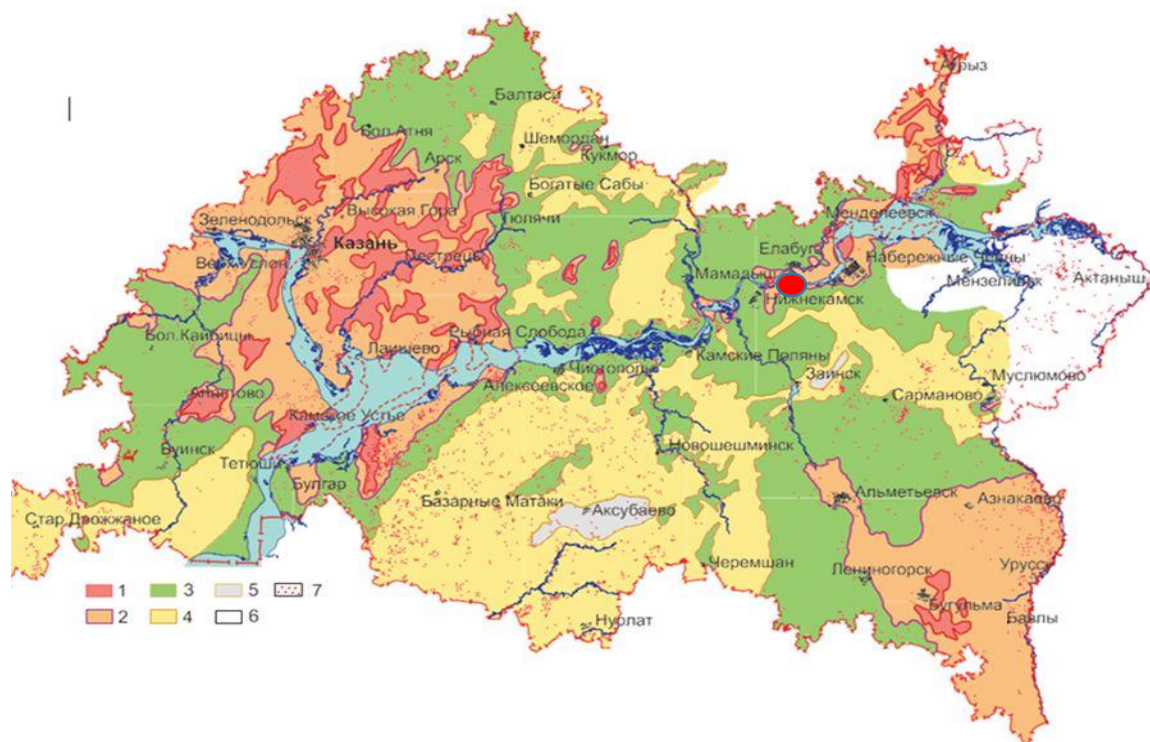 Агрыз
Балтаси
Бол.Атня
Шемордан
Кукмор
Арск
Богатые Сабы
Зеленодольск
Высокая Гора
Тюлячи
Менделеевск
Казань
Пестрецы
Елабуга
Верх.Услон
Набережные Челны
Мамадыш
Актаныш
Мензелинск
Нижнекамск
Бол.Кайбицы
Рыбная Слобода
Лаишево
Камские Поляны
Чистополь
Заинск
Муслюмово
Алексеевское
Апастово
Сарманово
Камское Устье
Буинск
Новошешминск
Тетюши
Булгар
Базарные Матаки
Альметьевск
Азнакаево
Аксубаево
Стар.Дрожжаное
Черемшан
Уруссу
Лениногорск
1 3 5 7
Бугульма
2 4 6
Бавлы
Нурлат